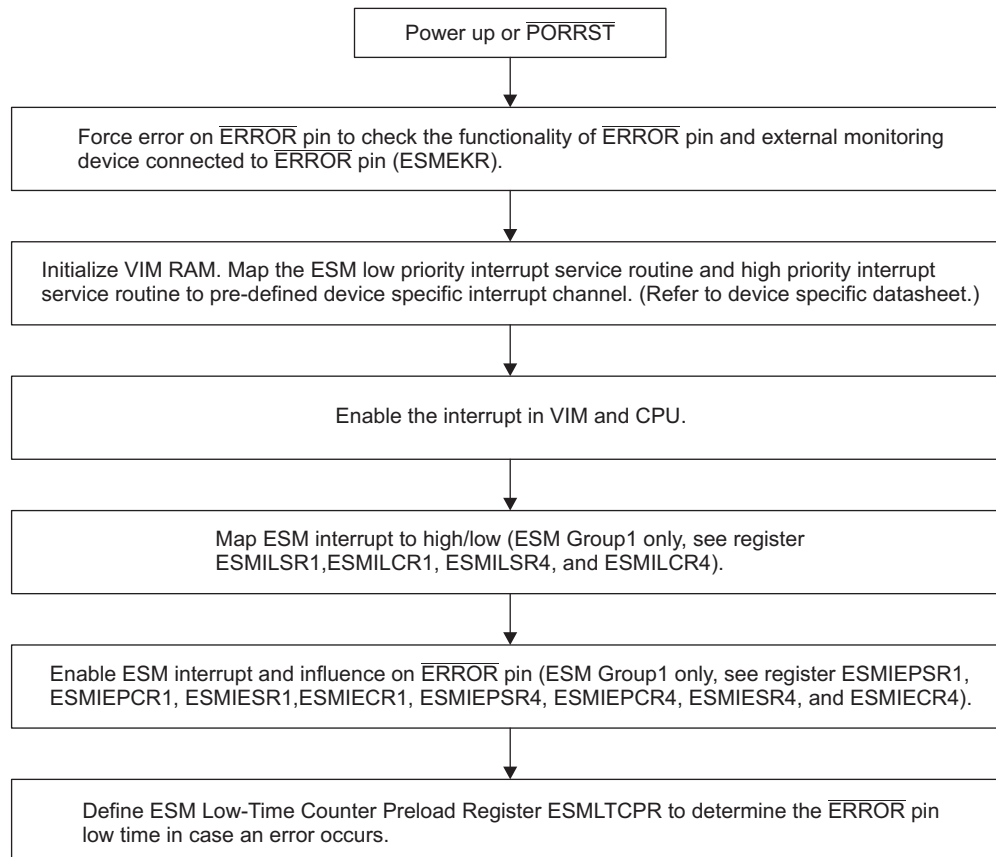 Power up or PORRST
Force error on ERROR pin to check the functionality of ERROR pin and external monitoring
device connected to ERROR pin (ESMEKR).
Initialize VIM RAM. Map the ESM low priority interrupt service routine and high priority interrupt
service routine to pre-defined device specific interrupt channel. (Refer to device specific datasheet.)
Enable the interrupt in VIM and CPU.
Map ESM interrupt to high/low (ESM Group1 only, see register
ESMILSR1,ESMILCR1, ESMILSR4, and ESMILCR4).
Enable ESM interrupt and influence on ERROR pin (ESM Group1 only, see register ESMIEPSR1,
ESMIEPCR1, ESMIESR1,ESMIECR1, ESMIEPSR4, ESMIEPCR4, ESMIESR4, and ESMIECR4).
Define ESM Low-Time Counter Preload Register ESMLTCPR to determine the ERROR pin
low time in case an error occurs.